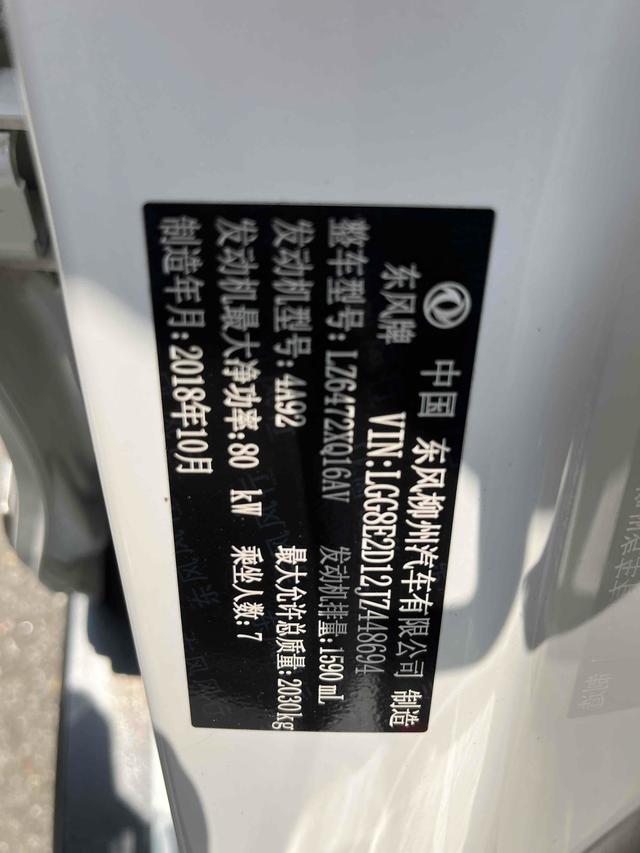 中国 东风柳州汽车有限公司 制造
东风牌 VIN:LGG8E2D12JZ448694
整车型号:LZ6472XQ16AV 发动机排量:1590 mL
发动机型号:4A92 最大允许总质量:2030kg
发动机最大净功率:80 kW 乘坐人数:7
制造年月:2018年10月